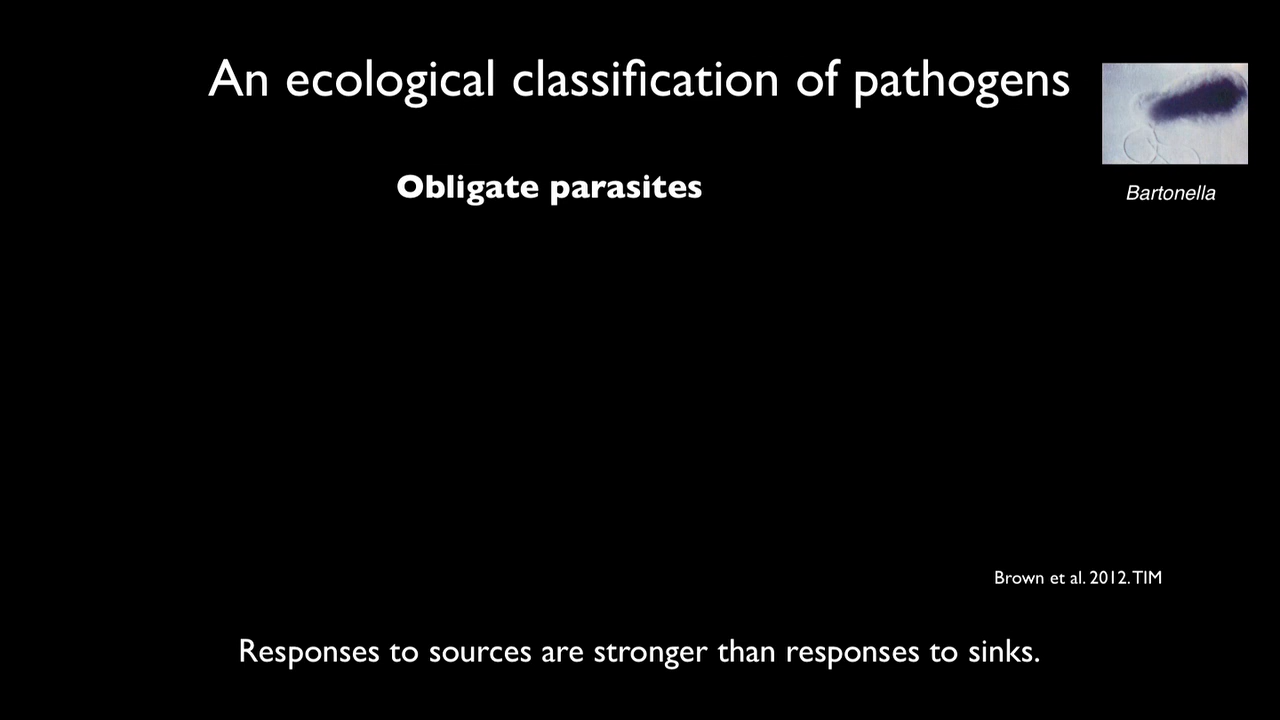 An ecological classification of pathogens
Obligate parasites
Bartonella
Brown et al. 2012. TIM
Responses to sources are stronger than responses to sinks.